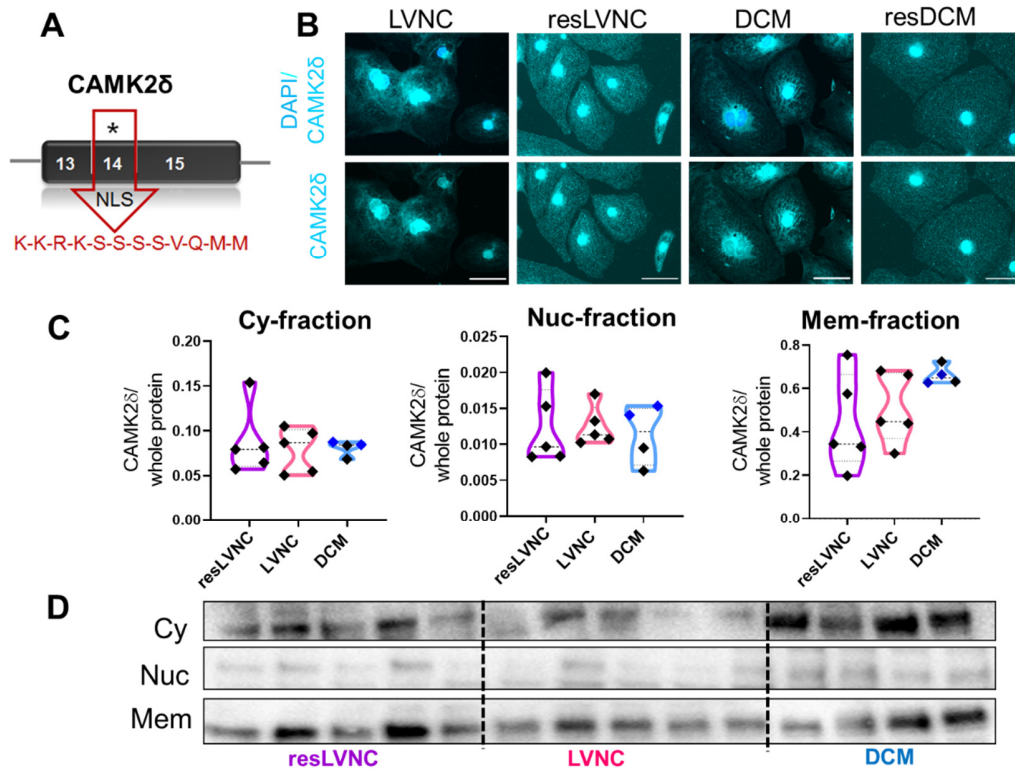 A
CAMK2δ
*
13 14 15
NLS
K-K-R-K-S-S-S-S-V-Q-M-M
B
LVNC resLVNC DCM resDCM
DAPI/
CAMK2δ
CAMK2δ
C
Cy-fraction
CAMK2δ/
whole protein
0.20
0.15
0.10
0.05
0.00
resLVNC
LVNC
DCM
Nuc-fraction
CAMK2δ/
whole protein
0.025
0.020
0.015
0.010
0.005
0.000
resLVNC
LVNC
DCM
Mem-fraction
CAMK2δ/
whole protein
0.8
0.6
0.4
0.2
0.0
resLVNC
LVNC
DCM
D
Cy
Nuc
Mem
resLVNC LVNC DCM